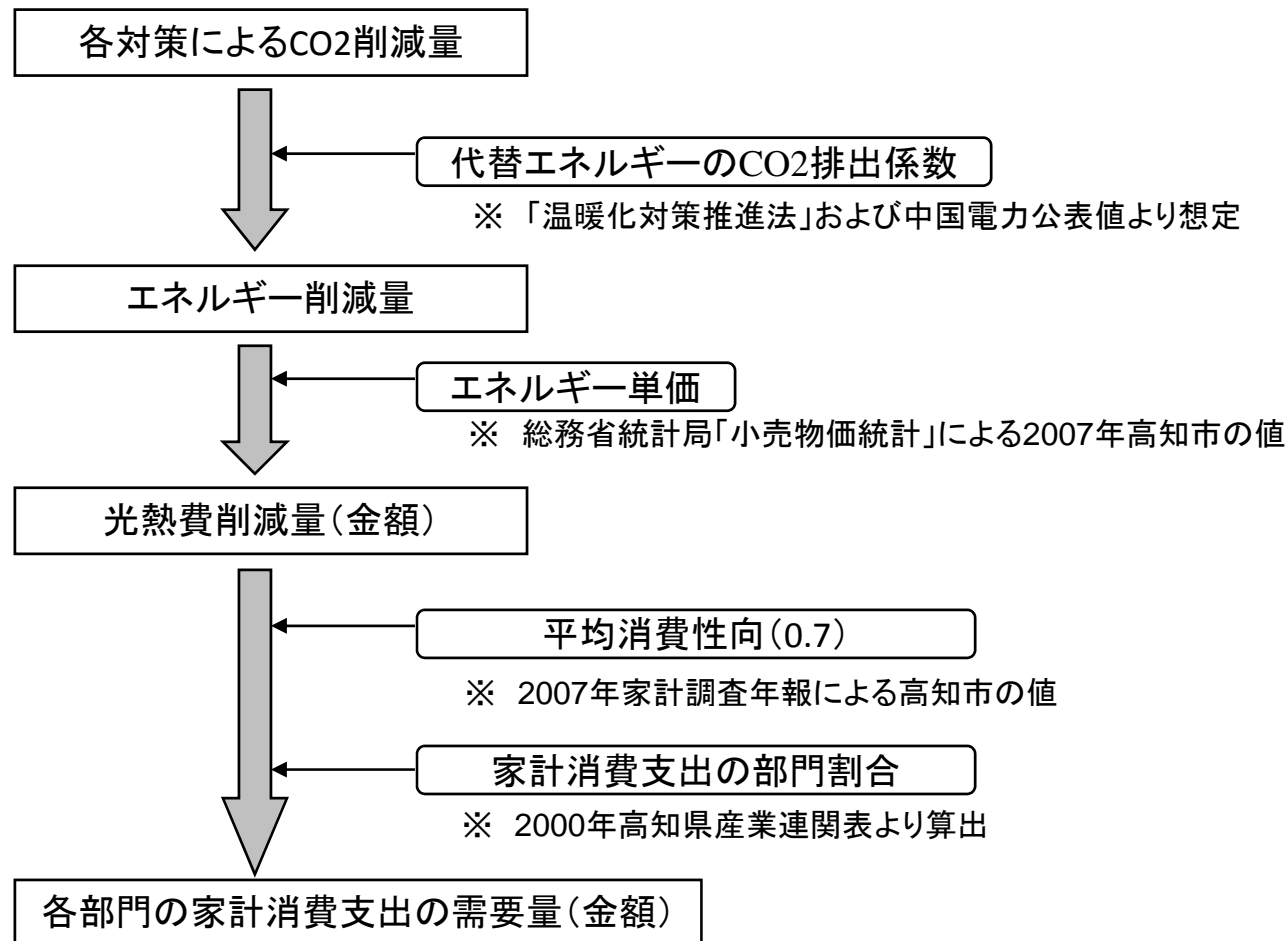 各対策によるCO2削減量
代替エネルギーのCO2排出係数
※ 「温暖化対策推進法」および中国電力公表値より想定
エネルギー削減量
エネルギー単価
※ 総務省統計局「小売物価統計」による2007年高知市の値
光熱費削減量(金額)
平均消費性向(0.7)
※ 2007年家計調査年報による高知市の値
家計消費支出の部門割合
※ 2000年高知県産業連関表より算出
各部門の家計消費支出の需要量(金額)